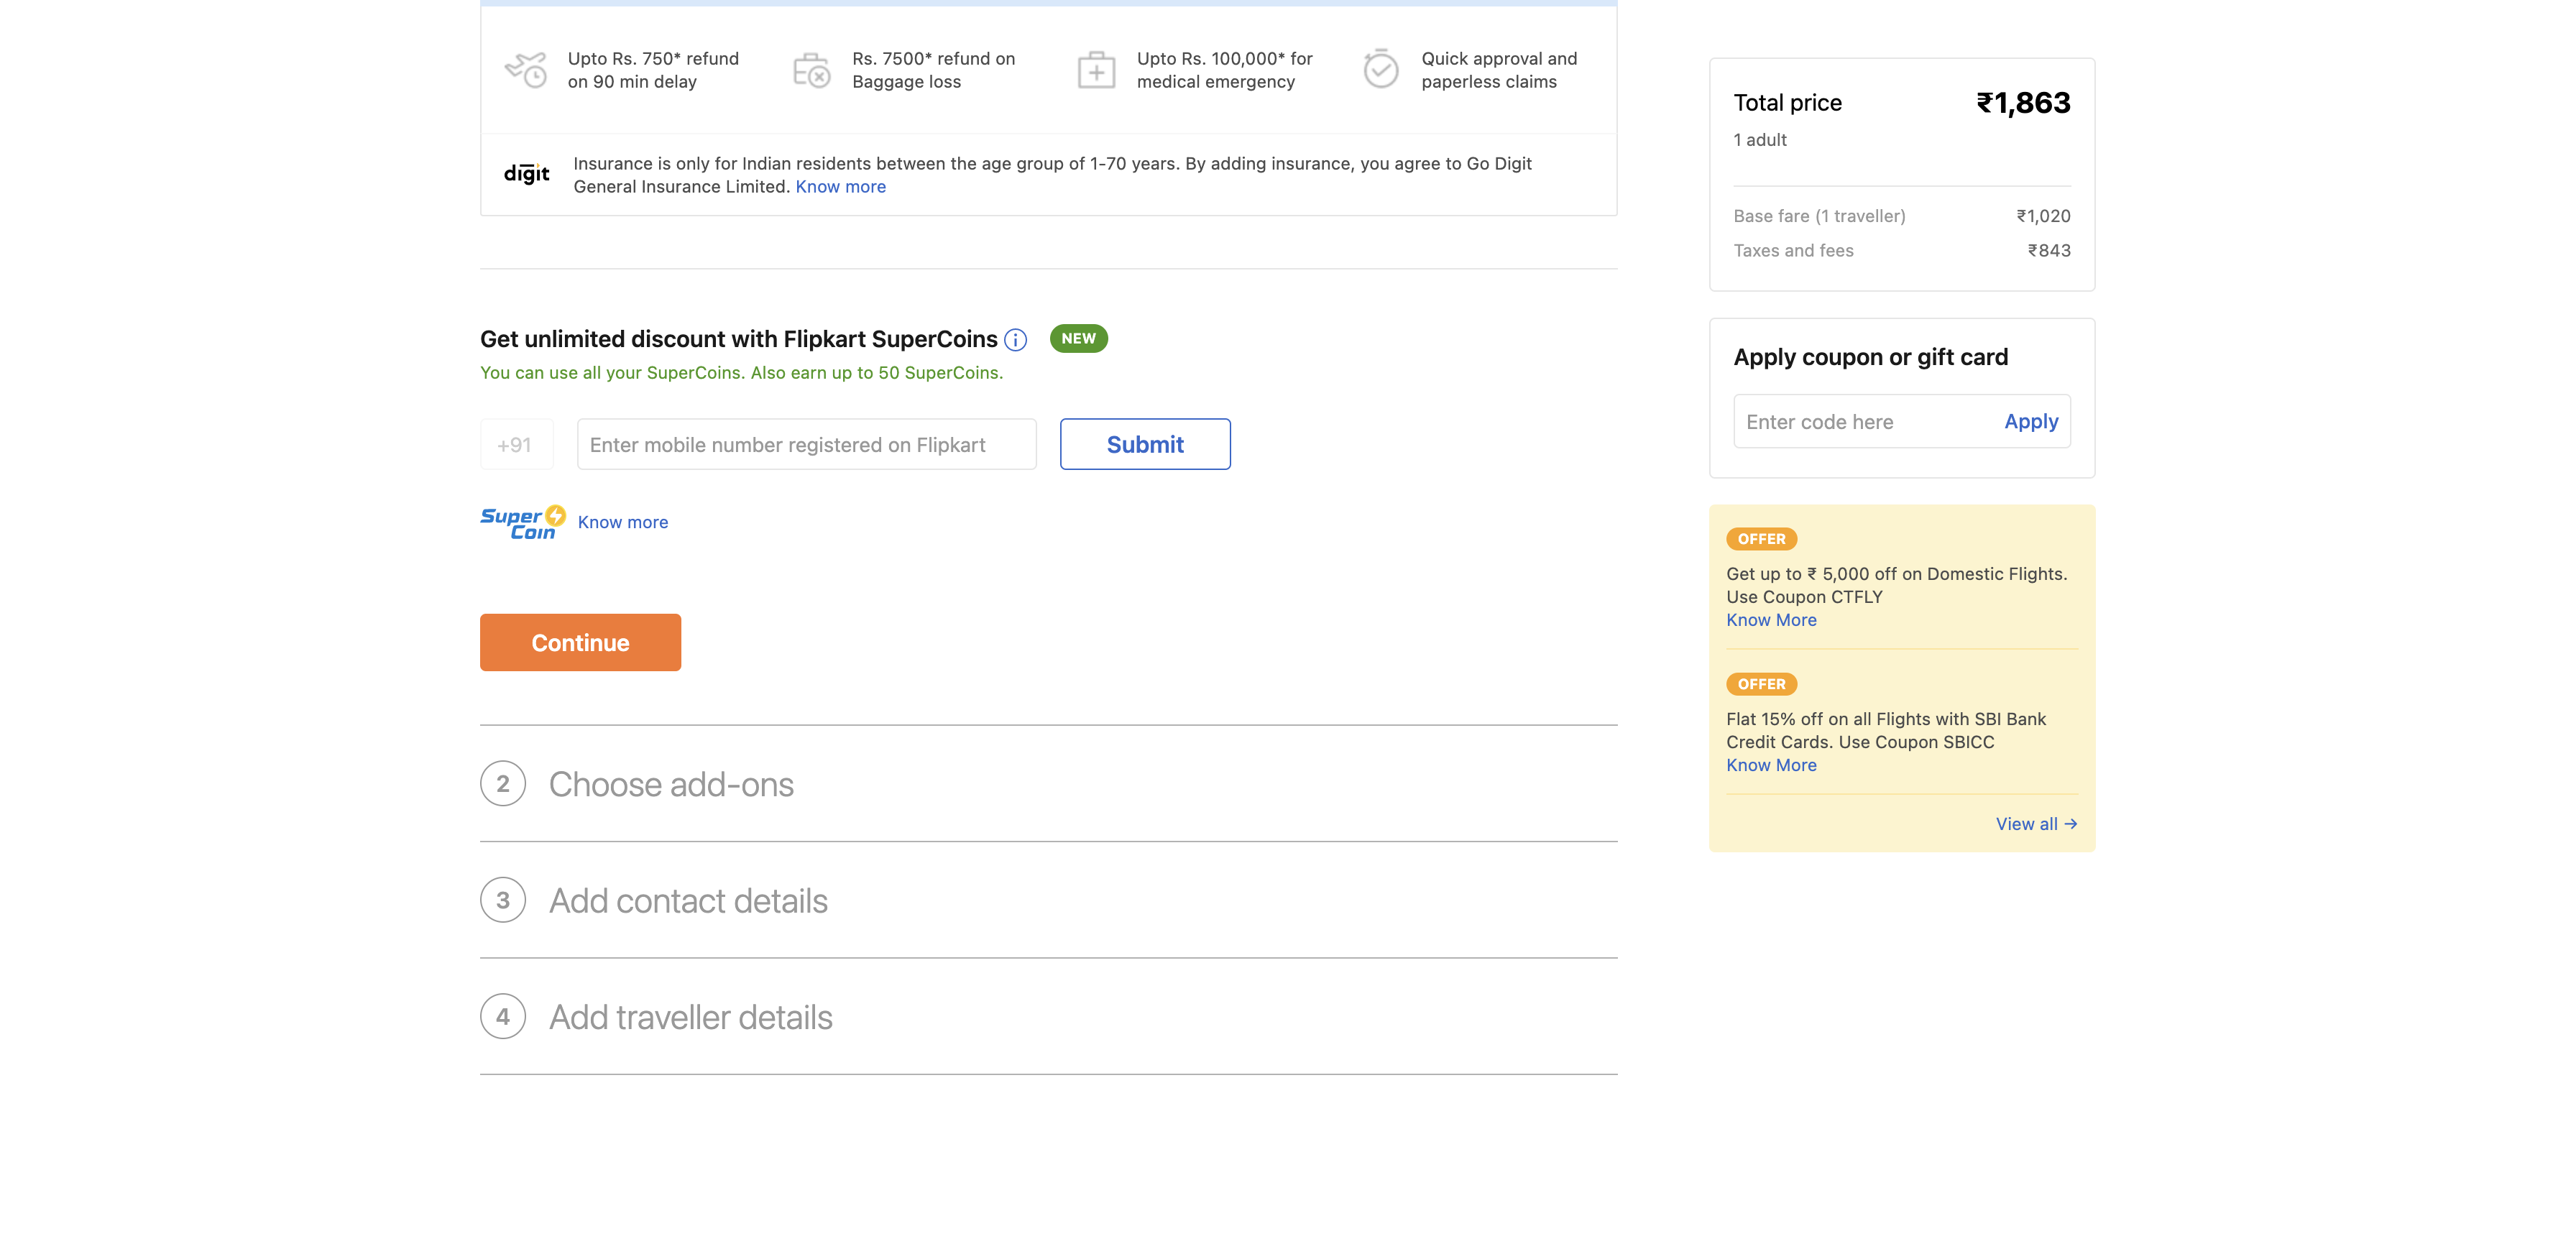 Upto Rs. 750* refund
on 90 min delay
Rs. 7500* refund on
Baggage loss
Upto Rs. 100,000* for
medical emergency
Quick approval and
paperless claims
digit
Insurance is only for Indian residents between the age group of 1-70 years. By adding insurance, you agree to Go Digit
General Insurance Limited. Know more
Get unlimited discount with Flipkart SuperCoins NEW
You can use all your SuperCoins. Also earn up to 50 SuperCoins.
+91 Enter mobile number registered on Flipkart Submit
Super
Coin
Know more
Continue
2 Choose add-ons
3 Add contact details
4 Add traveller details
Total price ₹1,863
1 adult
Base fare (1 traveller) ₹1,020
Taxes and fees ₹843
Apply coupon or gift card
Enter code here Apply
OFFER
Get up to ₹ 5,000 off on Domestic Flights.
Use Coupon CTFLY
Know More
OFFER
Flat 15% off on all Flights with SBI Bank
Credit Cards. Use Coupon SBICC
Know More
View all →